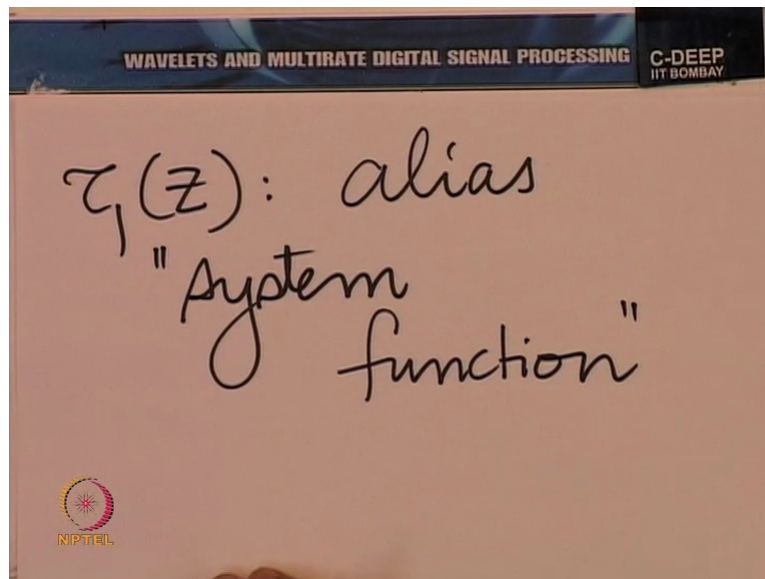 WAVELETS AND MULTIRATE DIGITAL SIGNAL PROCESSING
C-DEEP
IIT BOMBAY
τ₁(Z): alias
"system
function"
NPTEL